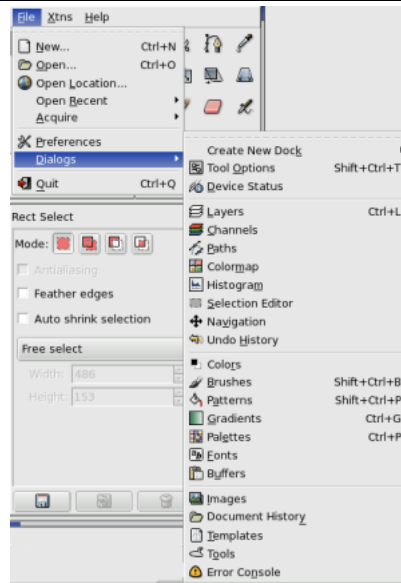 File Xtns Help
New... Ctrl+N
Open... Ctrl+O
Open Location...
Open Recent
Acquire
Preferences
Dialogs
Quit Ctrl+Q
Create New Dock
Tool Options Shift+Ctrl+T
Device Status
Layers Ctrl+L
Channels
Paths
Colormap
Histogram
Selection Editor
Navigation
Undo History
Colors
Brushes Shift+Ctrl+B
Patterns Shift+Ctrl+P
Gradients Ctrl+G
Palettes Ctrl+P
Fonts
Buffers
Images
Document History
Templates
Tools
Error Console
Rect Select
Mode:
Antialiasing
Feather edges
Auto shrink selection
Free select
Width: 486
Height: 153